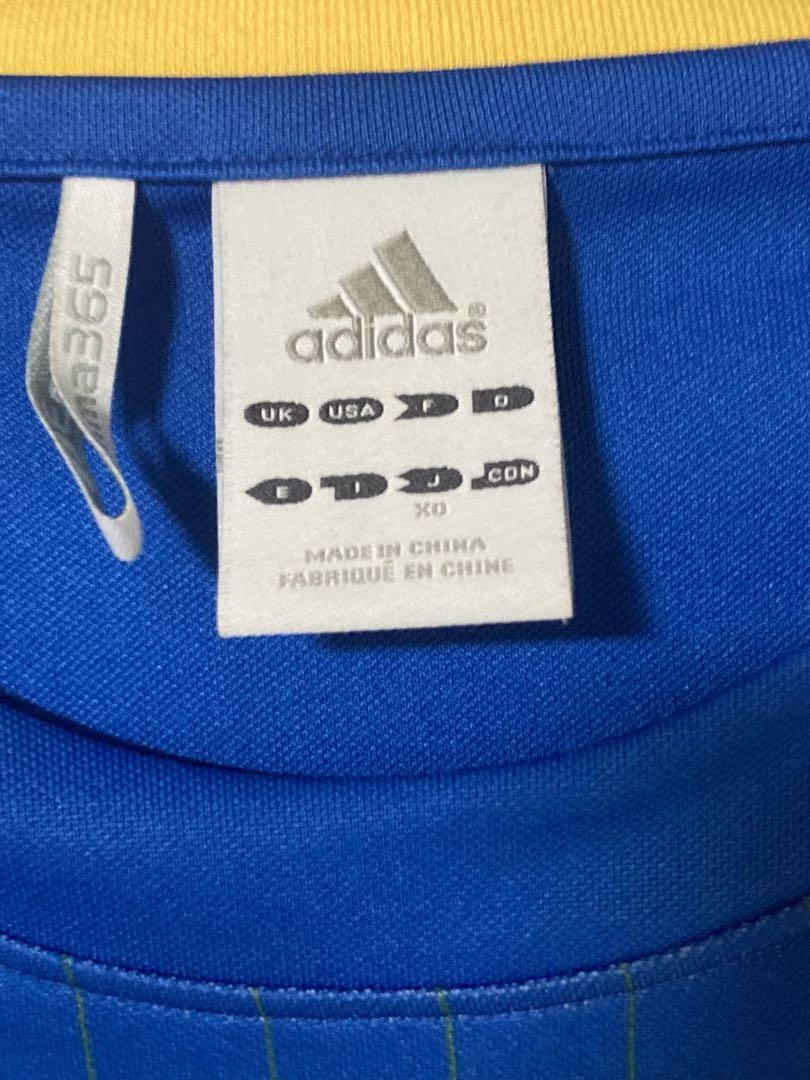 adidas®
UK USA F D
E I J CDN
XO
MADE IN CHINA
FABRIQUÉ EN CHINE
ma365